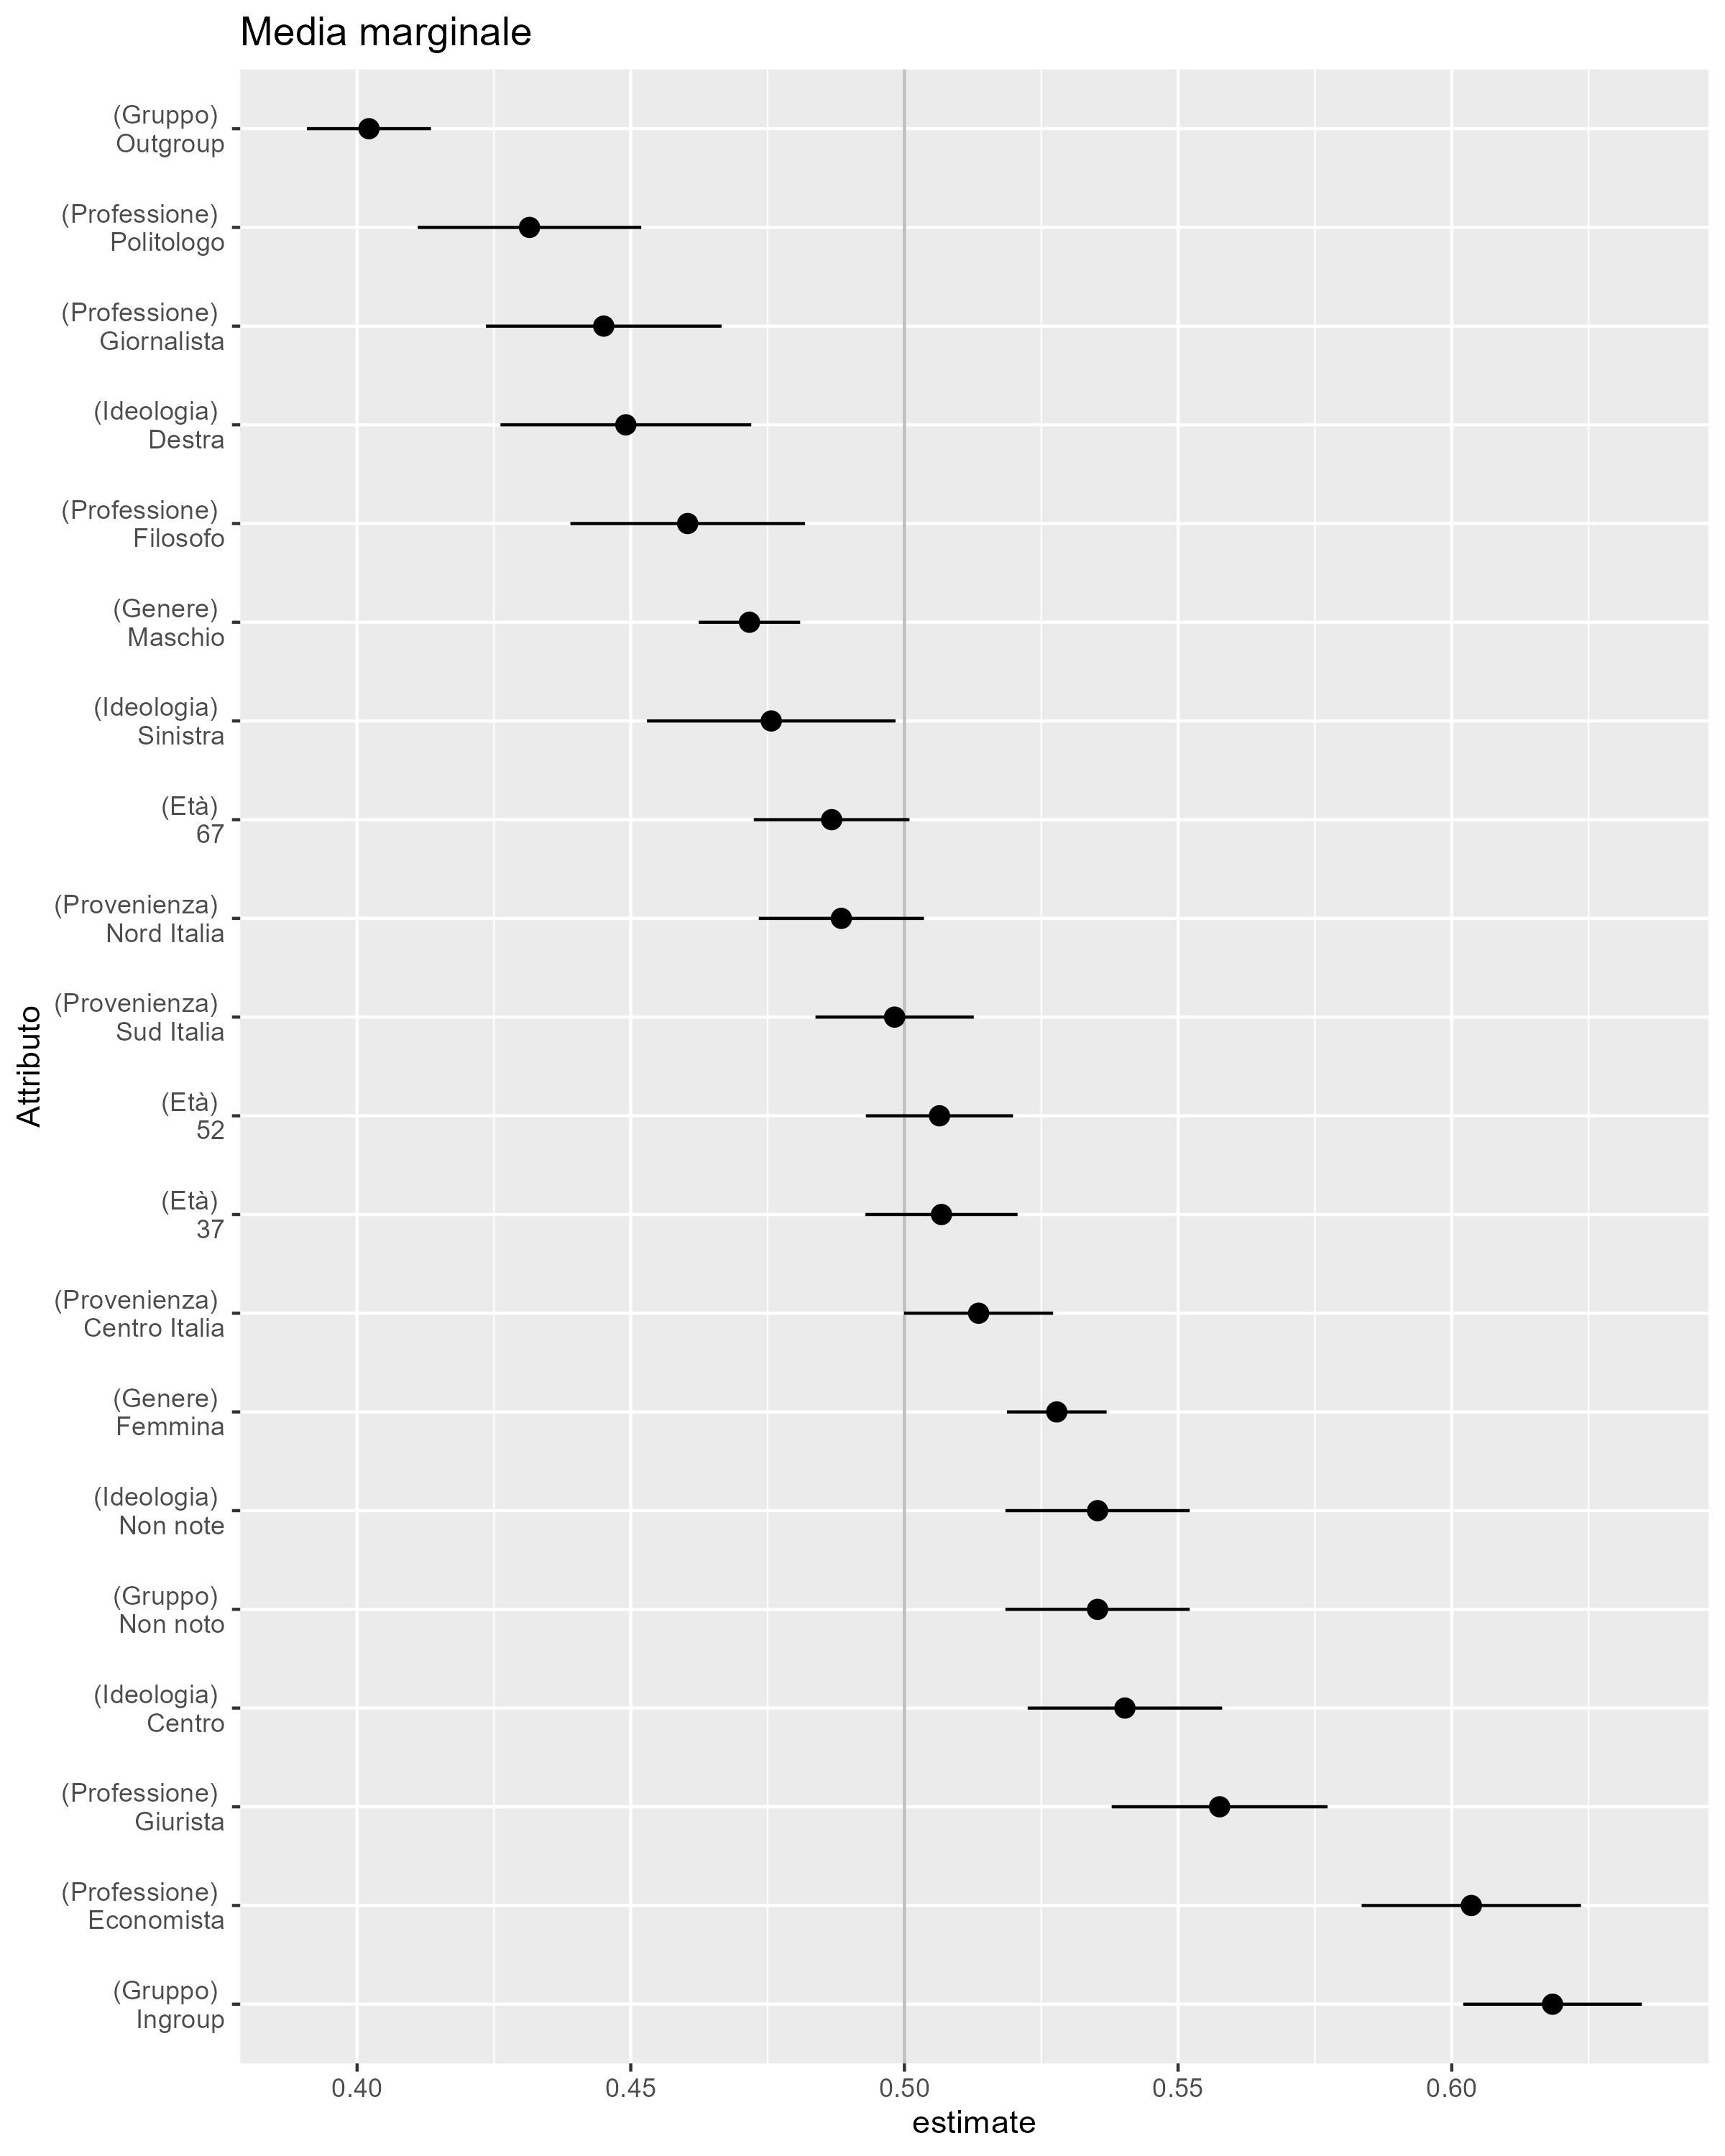 Media marginale
(Gruppo)
Outgroup
(Professione)
Politologo
(Professione)
Giornalista
(Ideologia)
Destra
(Professione)
Filosofo
(Genere)
Maschio
(Ideologia)
Sinistra
(Età)
67
(Provenienza)
Nord Italia
(Provenienza)
Sud Italia
(Età)
52
(Età)
37
(Provenienza)
Centro Italia
(Genere)
Femmina
(Ideologia)
Non note
(Gruppo)
Non noto
(Ideologia)
Centro
(Professione)
Giurista
(Professione)
Economista
(Gruppo)
Ingroup
Attributo
0.40 0.45 0.50 0.55 0.60
estimate